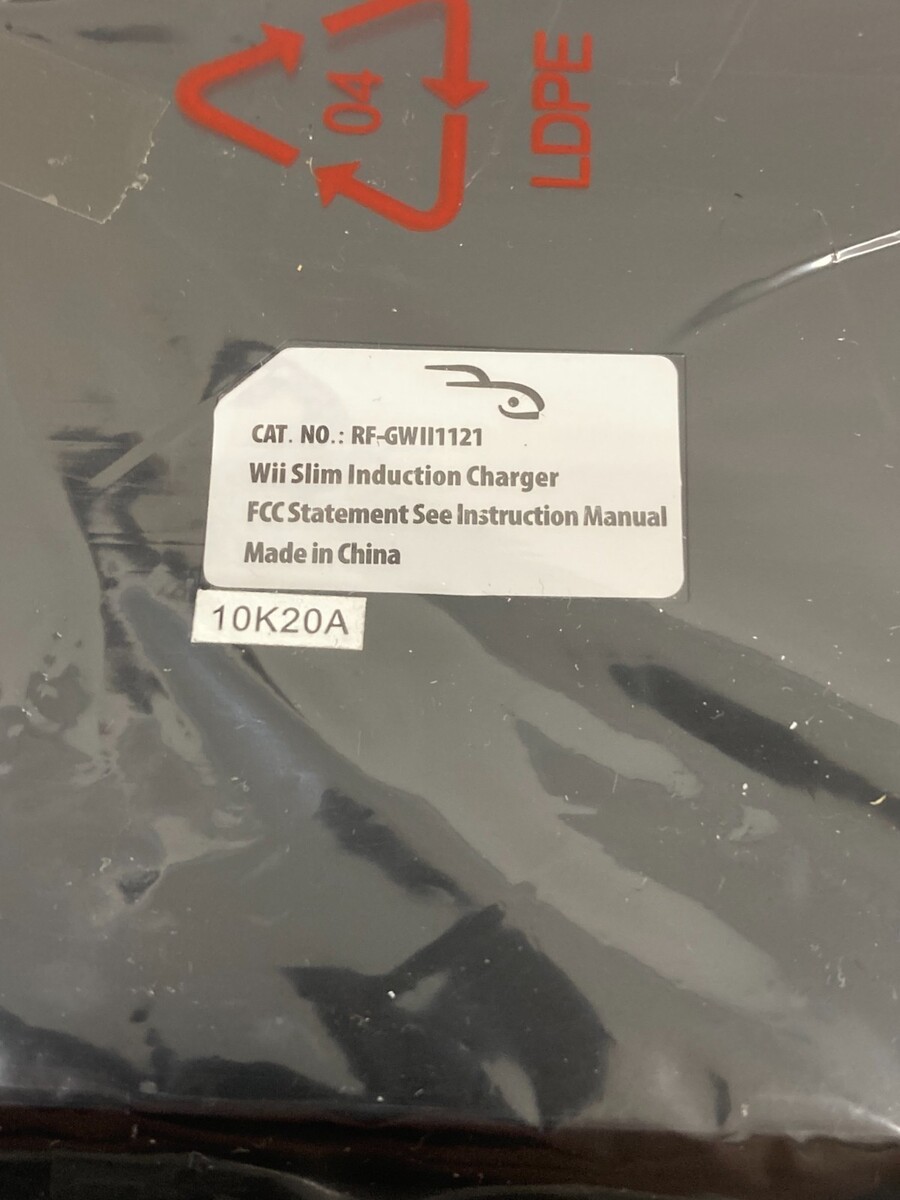 04
LDPE
CAT. NO.: RF-GWII1121
Wii Slim Induction Charger
FCC Statement See Instruction Manual
Made in China
10K20A